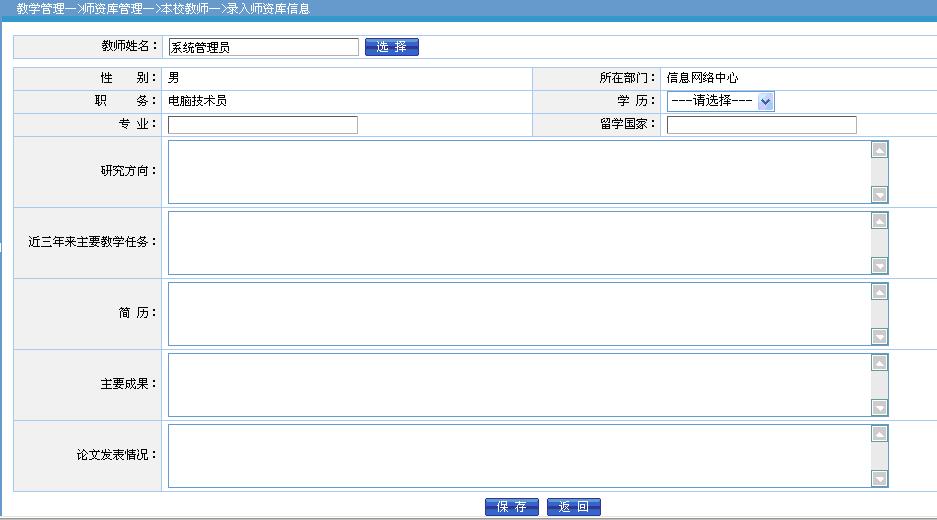 教学管理—>师资库管理—>本校教师—>录入师资库信息
教师姓名： 系统管理员 选 择
性 别： 男 所在部门： 信息网络中心
职 务： 电脑技术员 学 历： ---请选择---
专 业： 留学国家：
研究方向：
近三年来主要教学任务：
简 历：
主要成果：
论文发表情况：
保 存 返 回